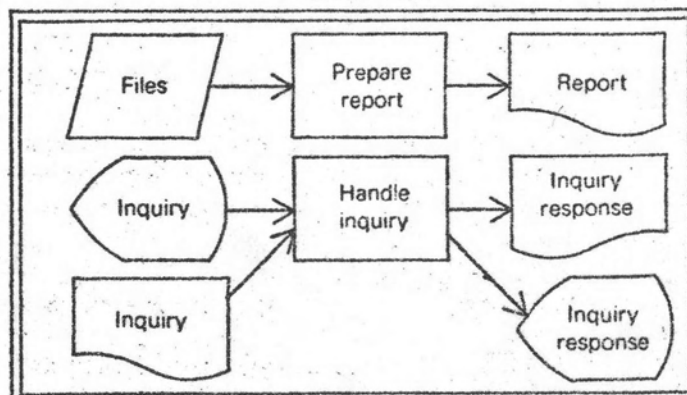 Files
Prepare
report
Report
Inquiry
Handle
inquiry
Inquiry
response
Inquiry
Inquiry
response